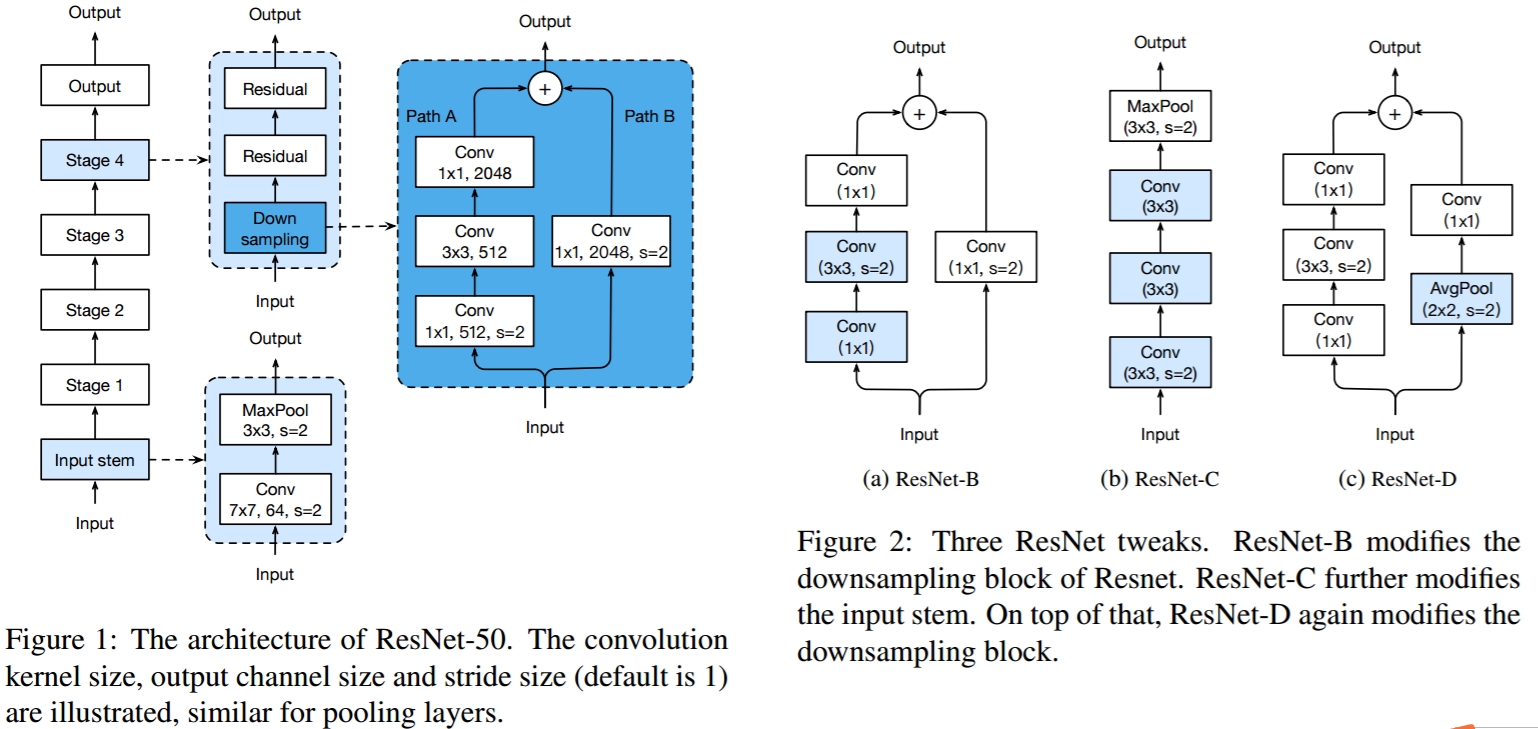 Output
Output
Stage 4
Stage 3
Stage 2
Stage 1
Input stem
Input
Output
Residual
Residual
Down
sampling
Input
Output
MaxPool
3x3, s=2
Conv
7x7, 64, s=2
Input
Output
+
Path A
Path B
Conv
1x1, 2048
Conv
3x3, 512
Conv
1x1, 512, s=2
Conv
1x1, 2048, s=2
Input
Figure 1: The architecture of ResNet-50. The convolution
kernel size, output channel size and stride size (default is 1)
are illustrated, similar for pooling layers.
Output
+
Conv
(1x1)
Conv
(3x3, s=2)
Conv
(1x1)
Conv
(1x1, s=2)
Input
(a) ResNet-B
Output
MaxPool
(3x3, s=2)
Conv
(3x3)
Conv
(3x3)
Conv
(3x3, s=2)
Input
(b) ResNet-C
Output
+
Conv
(1x1)
Conv
(3x3, s=2)
Conv
(1x1)
Conv
(1x1)
AvgPool
(2x2, s=2)
Input
(c) ResNet-D
Figure 2: Three ResNet tweaks. ResNet-B modifies the
downsampling block of Resnet. ResNet-C further modifies
the input stem. On top of that, ResNet-D again modifies the
downsampling block.